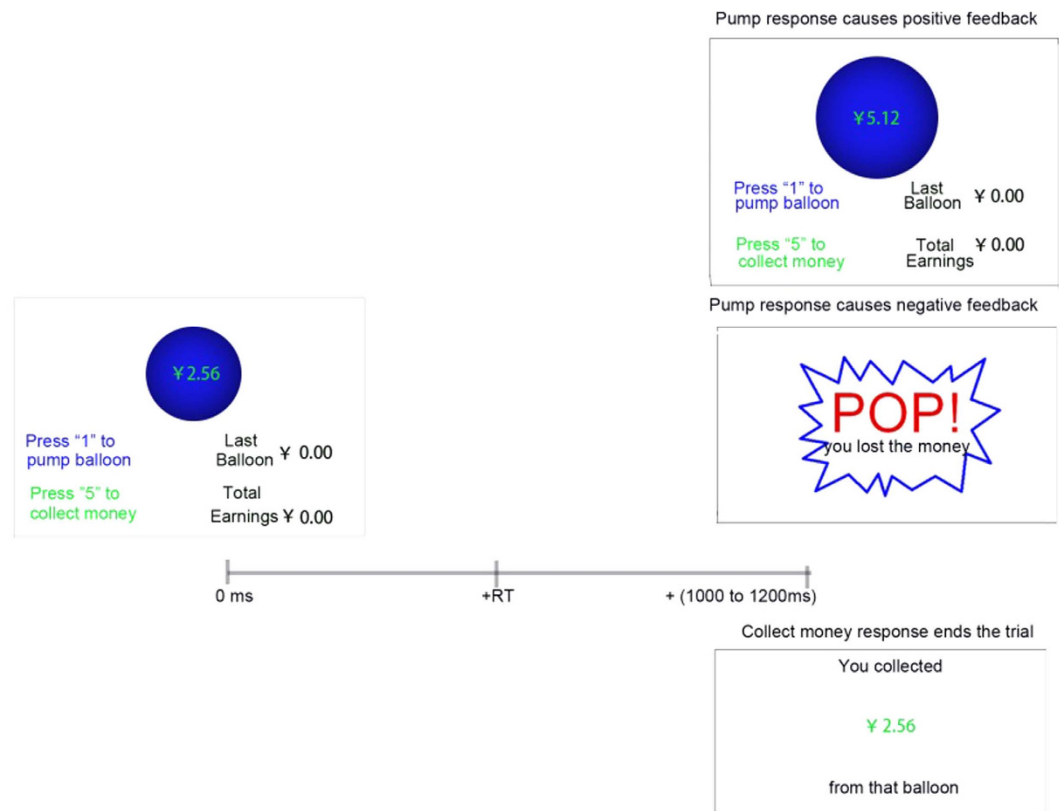 Pump response causes positive feedback
¥5.12
Press “1” to
pump balloon
Last
Balloon ¥ 0.00
Press “5” to
collect money
Total
Earnings ¥ 0.00
Pump response causes negative feedback
¥2.56
Press “1” to
pump balloon
Last
Balloon ¥ 0.00
Press “5” to
collect money
Total
Earnings ¥ 0.00
POP!
you lost the money
0 ms
+RT
+ (1000 to 1200ms)
Collect money response ends the trial
You collected
¥ 2.56
from that balloon